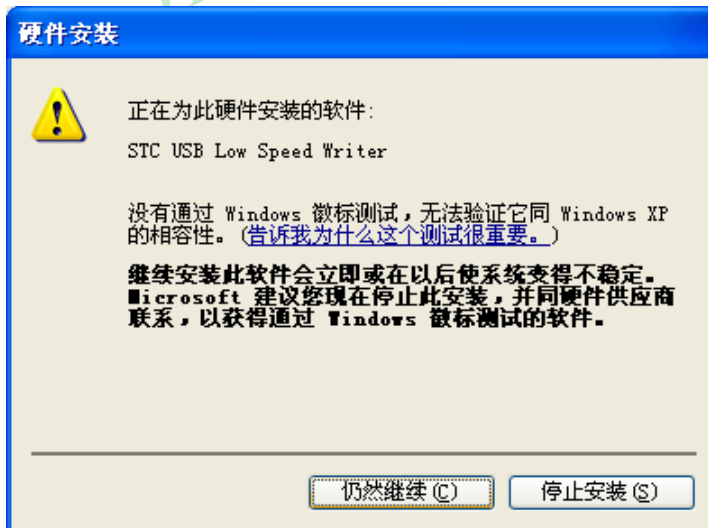 硬件安装
正在为此硬件安装的软件:
STC USB Low Speed Writer
没有通过 Windows 徽标测试，无法验证它同 Windows XP
的相容性。(告诉我为什么这个测试很重要。)
继续安装此软件会立即或在以后使系统变得不稳定。
Microsoft 建议您现在停止此安装，并同硬件供应商
联系，以获得通过 Windows 徽标测试的软件。
仍然继续(C)
停止安装(S)